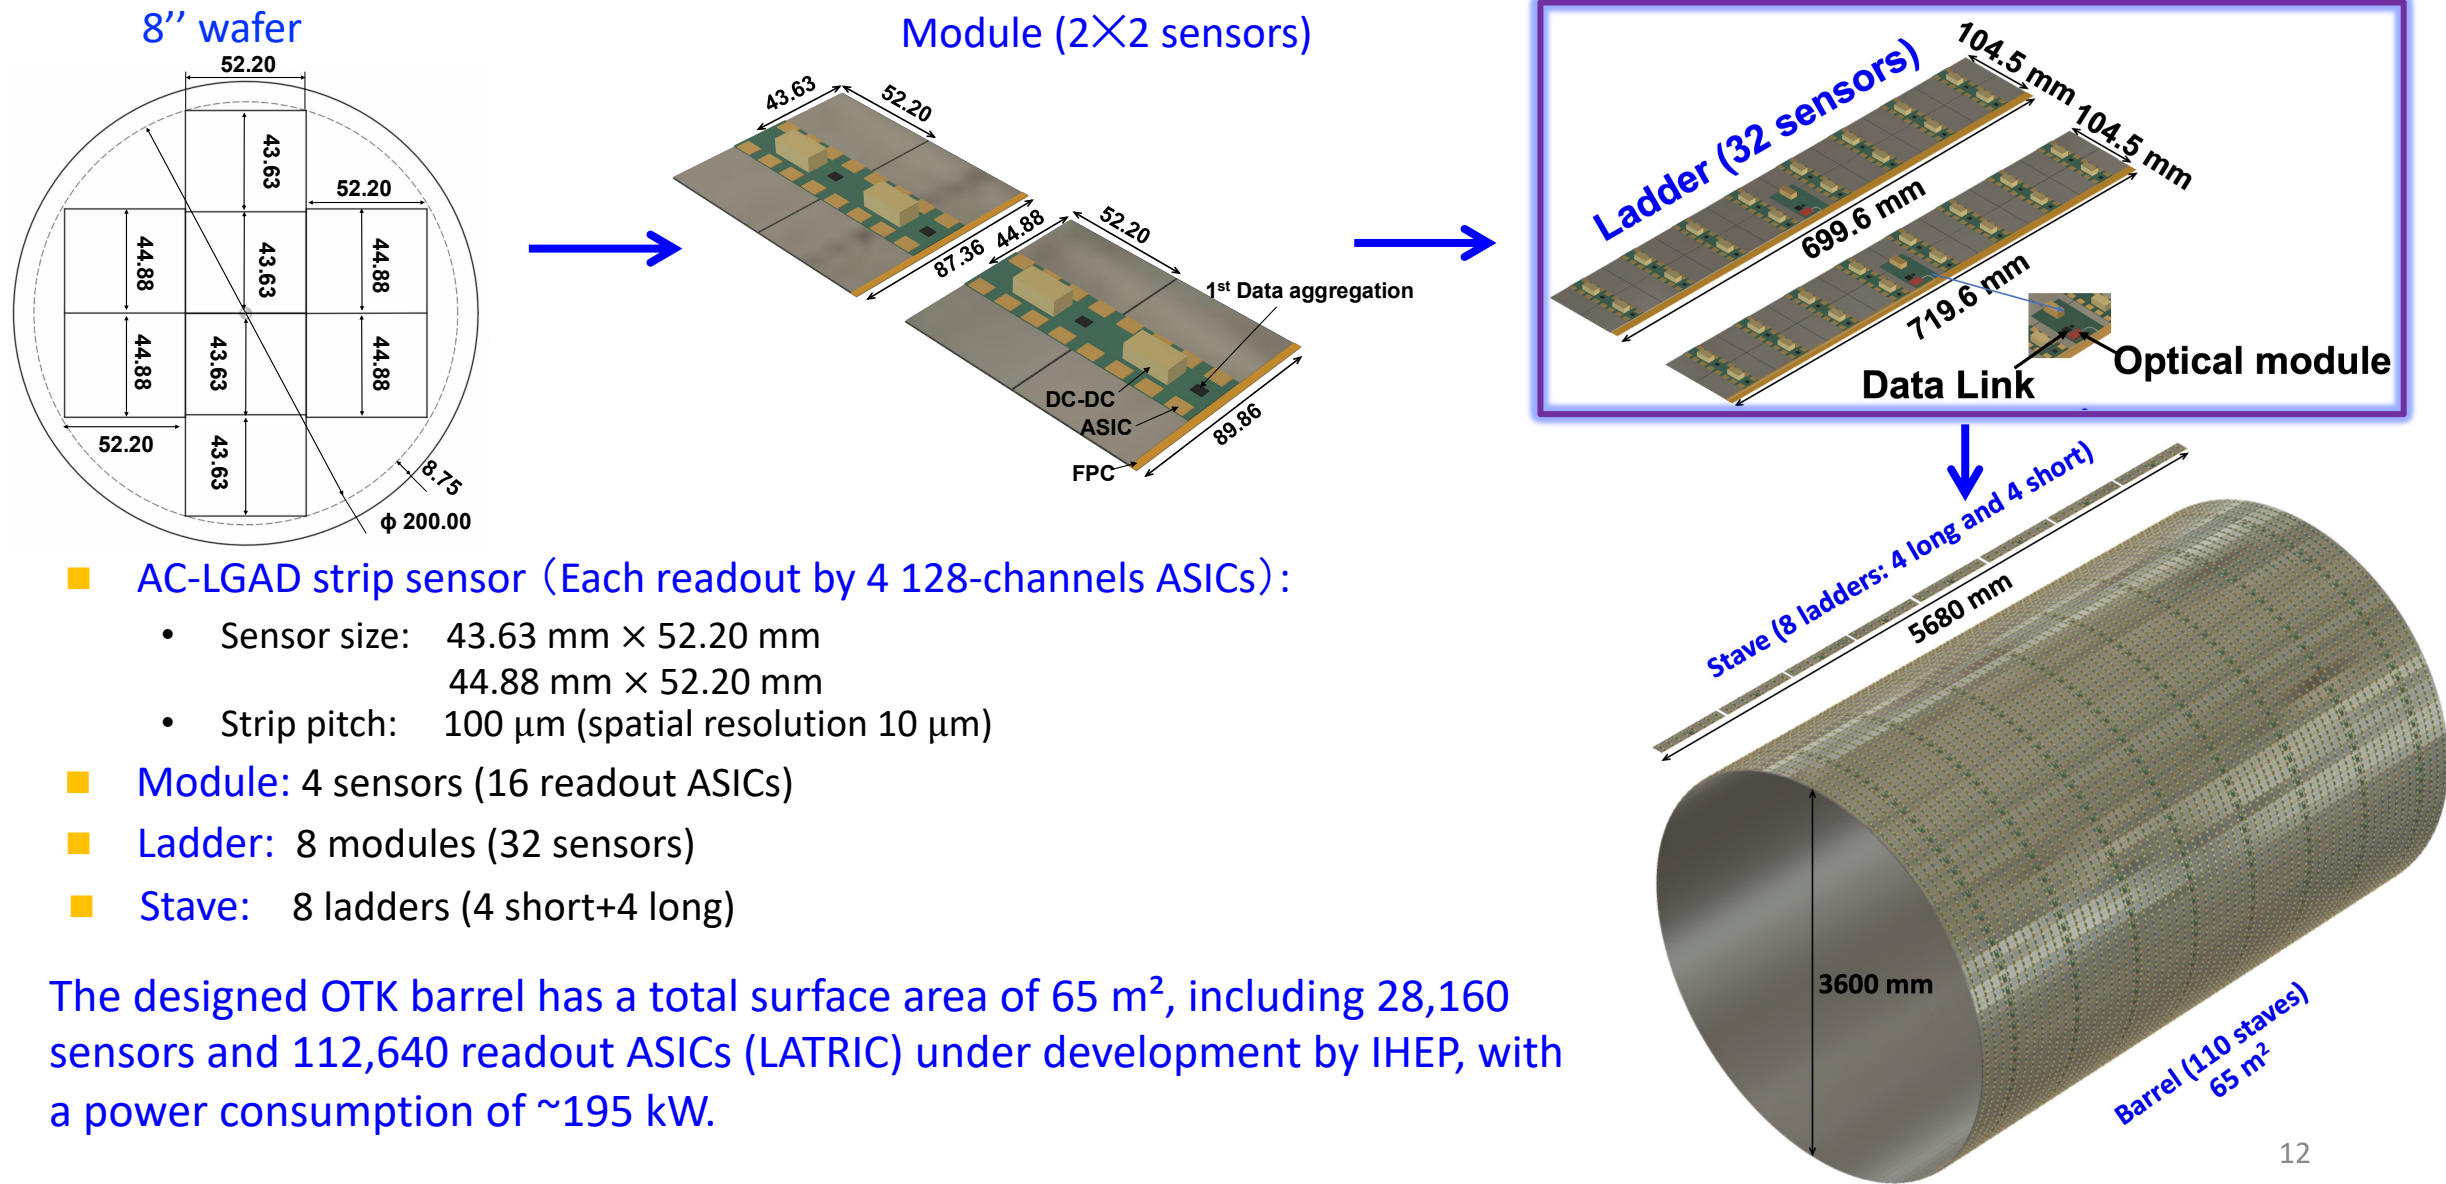 8’’ wafer
52.20
43.63
52.20
44.88
43.63
44.88
44.88
43.63
44.88
52.20
43.63
8.75
ϕ 200.00
Module (2×2 sensors)
43.63
52.20
87.36
44.88
52.20
1st Data aggregation
DC-DC
ASIC
FPC
89.86
Ladder (32 sensors)
104.5 mm
104.5 mm
699.6 mm
719.6 mm
Data Link
Optical module
Stave (8 ladders: 4 long and 4 short)
5680 mm
3600 mm
Barrel (110 staves)
65 m²
■ AC-LGAD strip sensor（Each readout by 4 128-channels ASICs）:
• Sensor size: 43.63 mm × 52.20 mm
44.88 mm × 52.20 mm
• Strip pitch: 100 μm (spatial resolution 10 μm)
■ Module: 4 sensors (16 readout ASICs)
■ Ladder: 8 modules (32 sensors)
■ Stave: 8 ladders (4 short+4 long)
The designed OTK barrel has a total surface area of 65 m², including 28,160
sensors and 112,640 readout ASICs (LATRIC) under development by IHEP, with
a power consumption of ~195 kW.
12